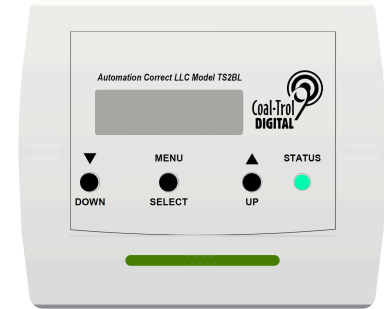 Automation Correct LLC Model TS2BL
Coal-Trol
DIGITAL
MENU
STATUS
DOWN
SELECT
UP